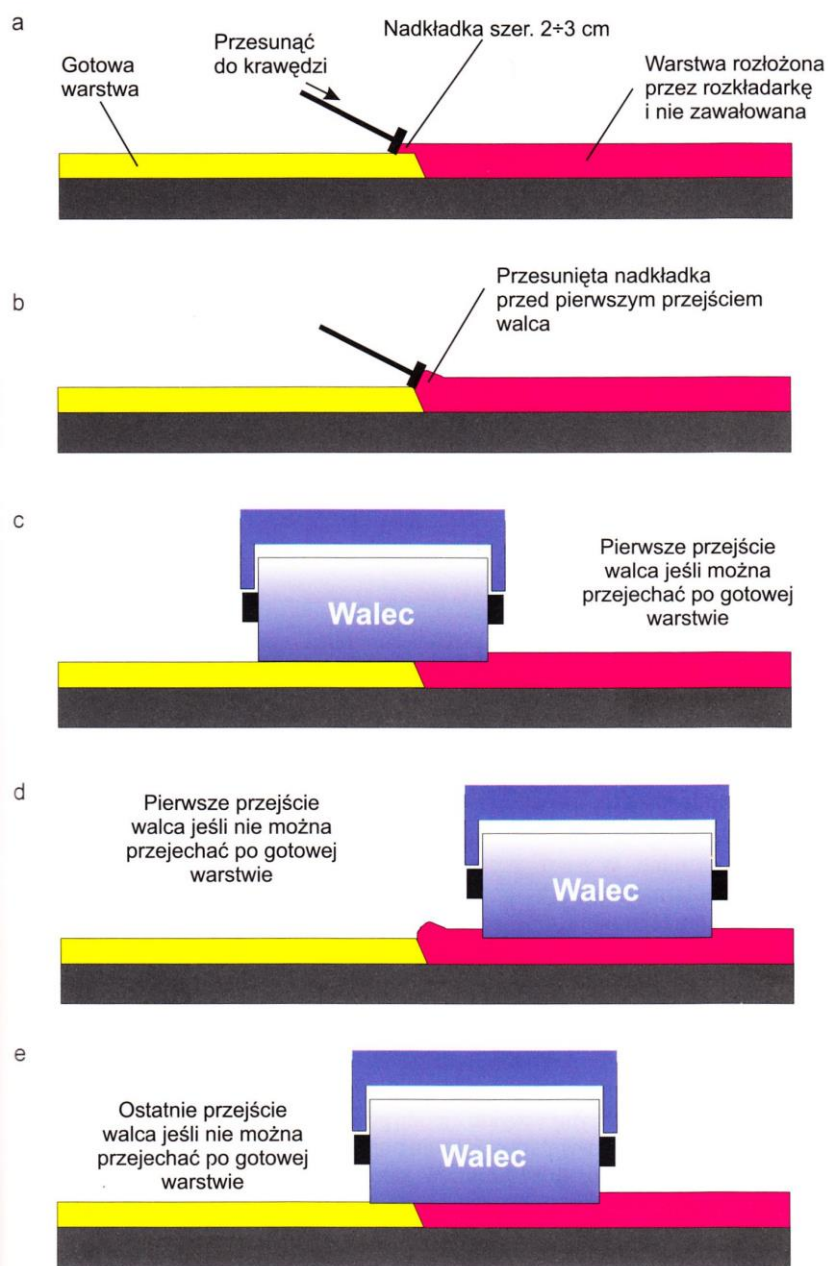 a
Przesunąć
do krawędzi
Nadkładka szer. 2÷3 cm
Gotowa
warstwa
Warstwa rozłożona
przez rozkładarkę
i nie zawałowana
b
Przesunięta nadkładka
przed pierwszym przejściem
walca
c
Walec
Pierwsze przejście
walca jeśli można
przejechać po gotowej
warstwie
d
Pierwsze przejście
walca jeśli nie można
przejechać po gotowej
warstwie
Walec
e
Ostatnie przejście
walca jeśli nie można
przejechać po gotowej
warstwie
Walec